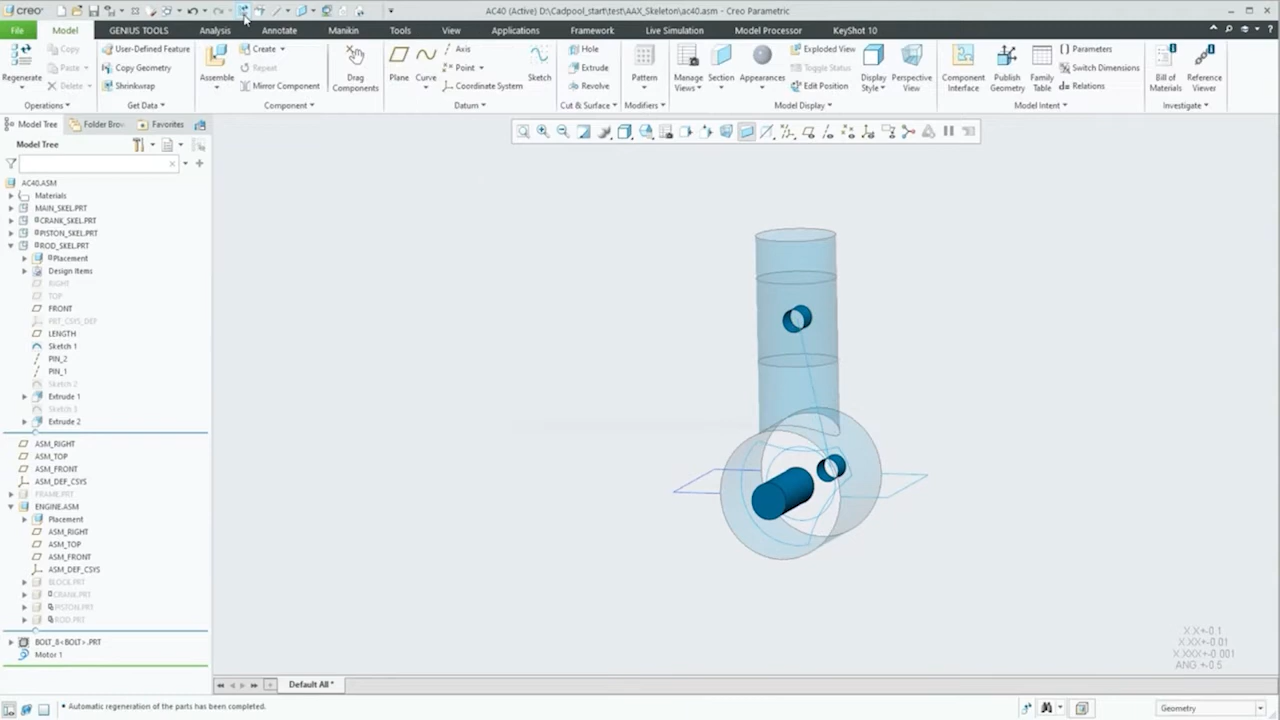 creo AC40 (Active) D:\Cadpool_start\test\AAX_Skeleton\ac40.asm - Creo Parametric
File Model GENIUS TOOLS Analysis Annotate Manikin Tools View Applications Framework Live Simulation Model Processor KeyShot 10
Regenerate
Copy
Paste
Delete
Operations
User-Defined Feature
Copy Geometry
Shrinkwrap
Get Data
Assemble
Create
Repeat
Mirror Component
Drag Components
Component
Plane
Curve
Axis
Point
Coordinate System
Sketch
Datum
Hole
Extrude
Revolve
Cut & Surface
Pattern
Modifiers
Manage Views
Section
Appearances
Exploded View
Toggle Status
Edit Position
Display Style
Perspective View
Model Display
Component Interface
Publish Geometry
Family Table
Parameters
Switch Dimensions
Relations
Model Intent
Bill of Materials
Reference Viewer
Investigate
Model Tree Folder Brov Favorites
Model Tree
AC40.ASM
Materials
MAIN_SKEL.PRT
CRANK_SKEL.PRT
PISTON_SKEL.PRT
ROD_SKEL.PRT
Placement
Design Items
RIGHT
TOP
FRONT
PRT_CSYS_DEF
LENGTH
Sketch 1
PIN_2
PIN_1
Sketch 2
Extrude 1
Sketch 3
Extrude 2
ASM_RIGHT
ASM_TOP
ASM_FRONT
ASM_DEF_CSYS
FRAME.PRT
ENGINE.ASM
Placement
ASM_RIGHT
ASM_TOP
ASM_FRONT
ASM_DEF_CSYS
BLOCK.PRT
CRANK.PRT
PISTON.PRT
ROD.PRT
BOLT_8<BOLT>.PRT
Motor 1
X.X+-0.1
X.XX+-0.01
X.XXX+-0.001
ANG.+-0.5
Default All *
• Automatic regeneration of the parts has been completed.
Geometry